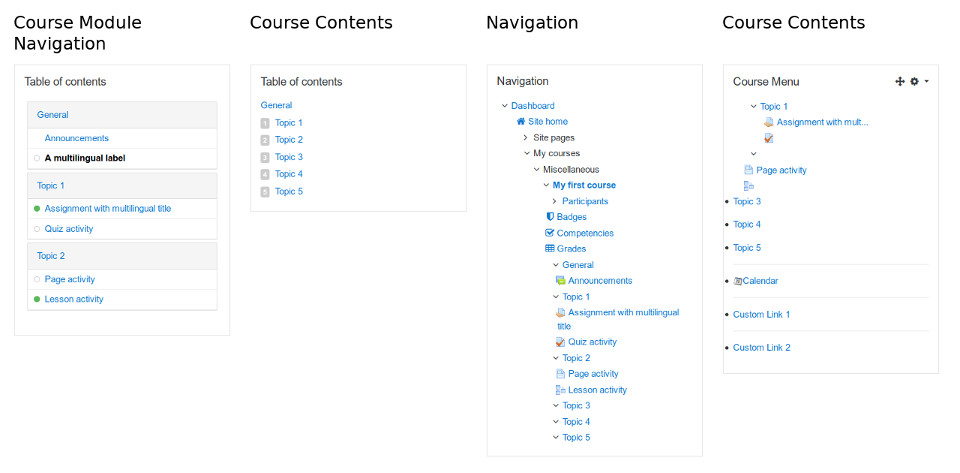 Course Module
Navigation
Table of contents
General
Announcements
A multilingual label
Topic 1
Assignment with multilingual title
Quiz activity
Topic 2
Page activity
Lesson activity
Course Contents
Table of contents
General
1 Topic 1
2 Topic 2
3 Topic 3
4 Topic 4
5 Topic 5
Navigation
Navigation
Dashboard
Site home
Site pages
My courses
Miscellaneous
My first course
Participants
Badges
Competencies
Grades
General
Announcements
Topic 1
Assignment with multilingual
title
Quiz activity
Topic 2
Page activity
Lesson activity
Topic 3
Topic 4
Topic 5
Course Contents
Course Menu
Topic 1
Assignment with mult...
Page activity
Topic 3
Topic 4
Topic 5
Calendar
Custom Link 1
Custom Link 2